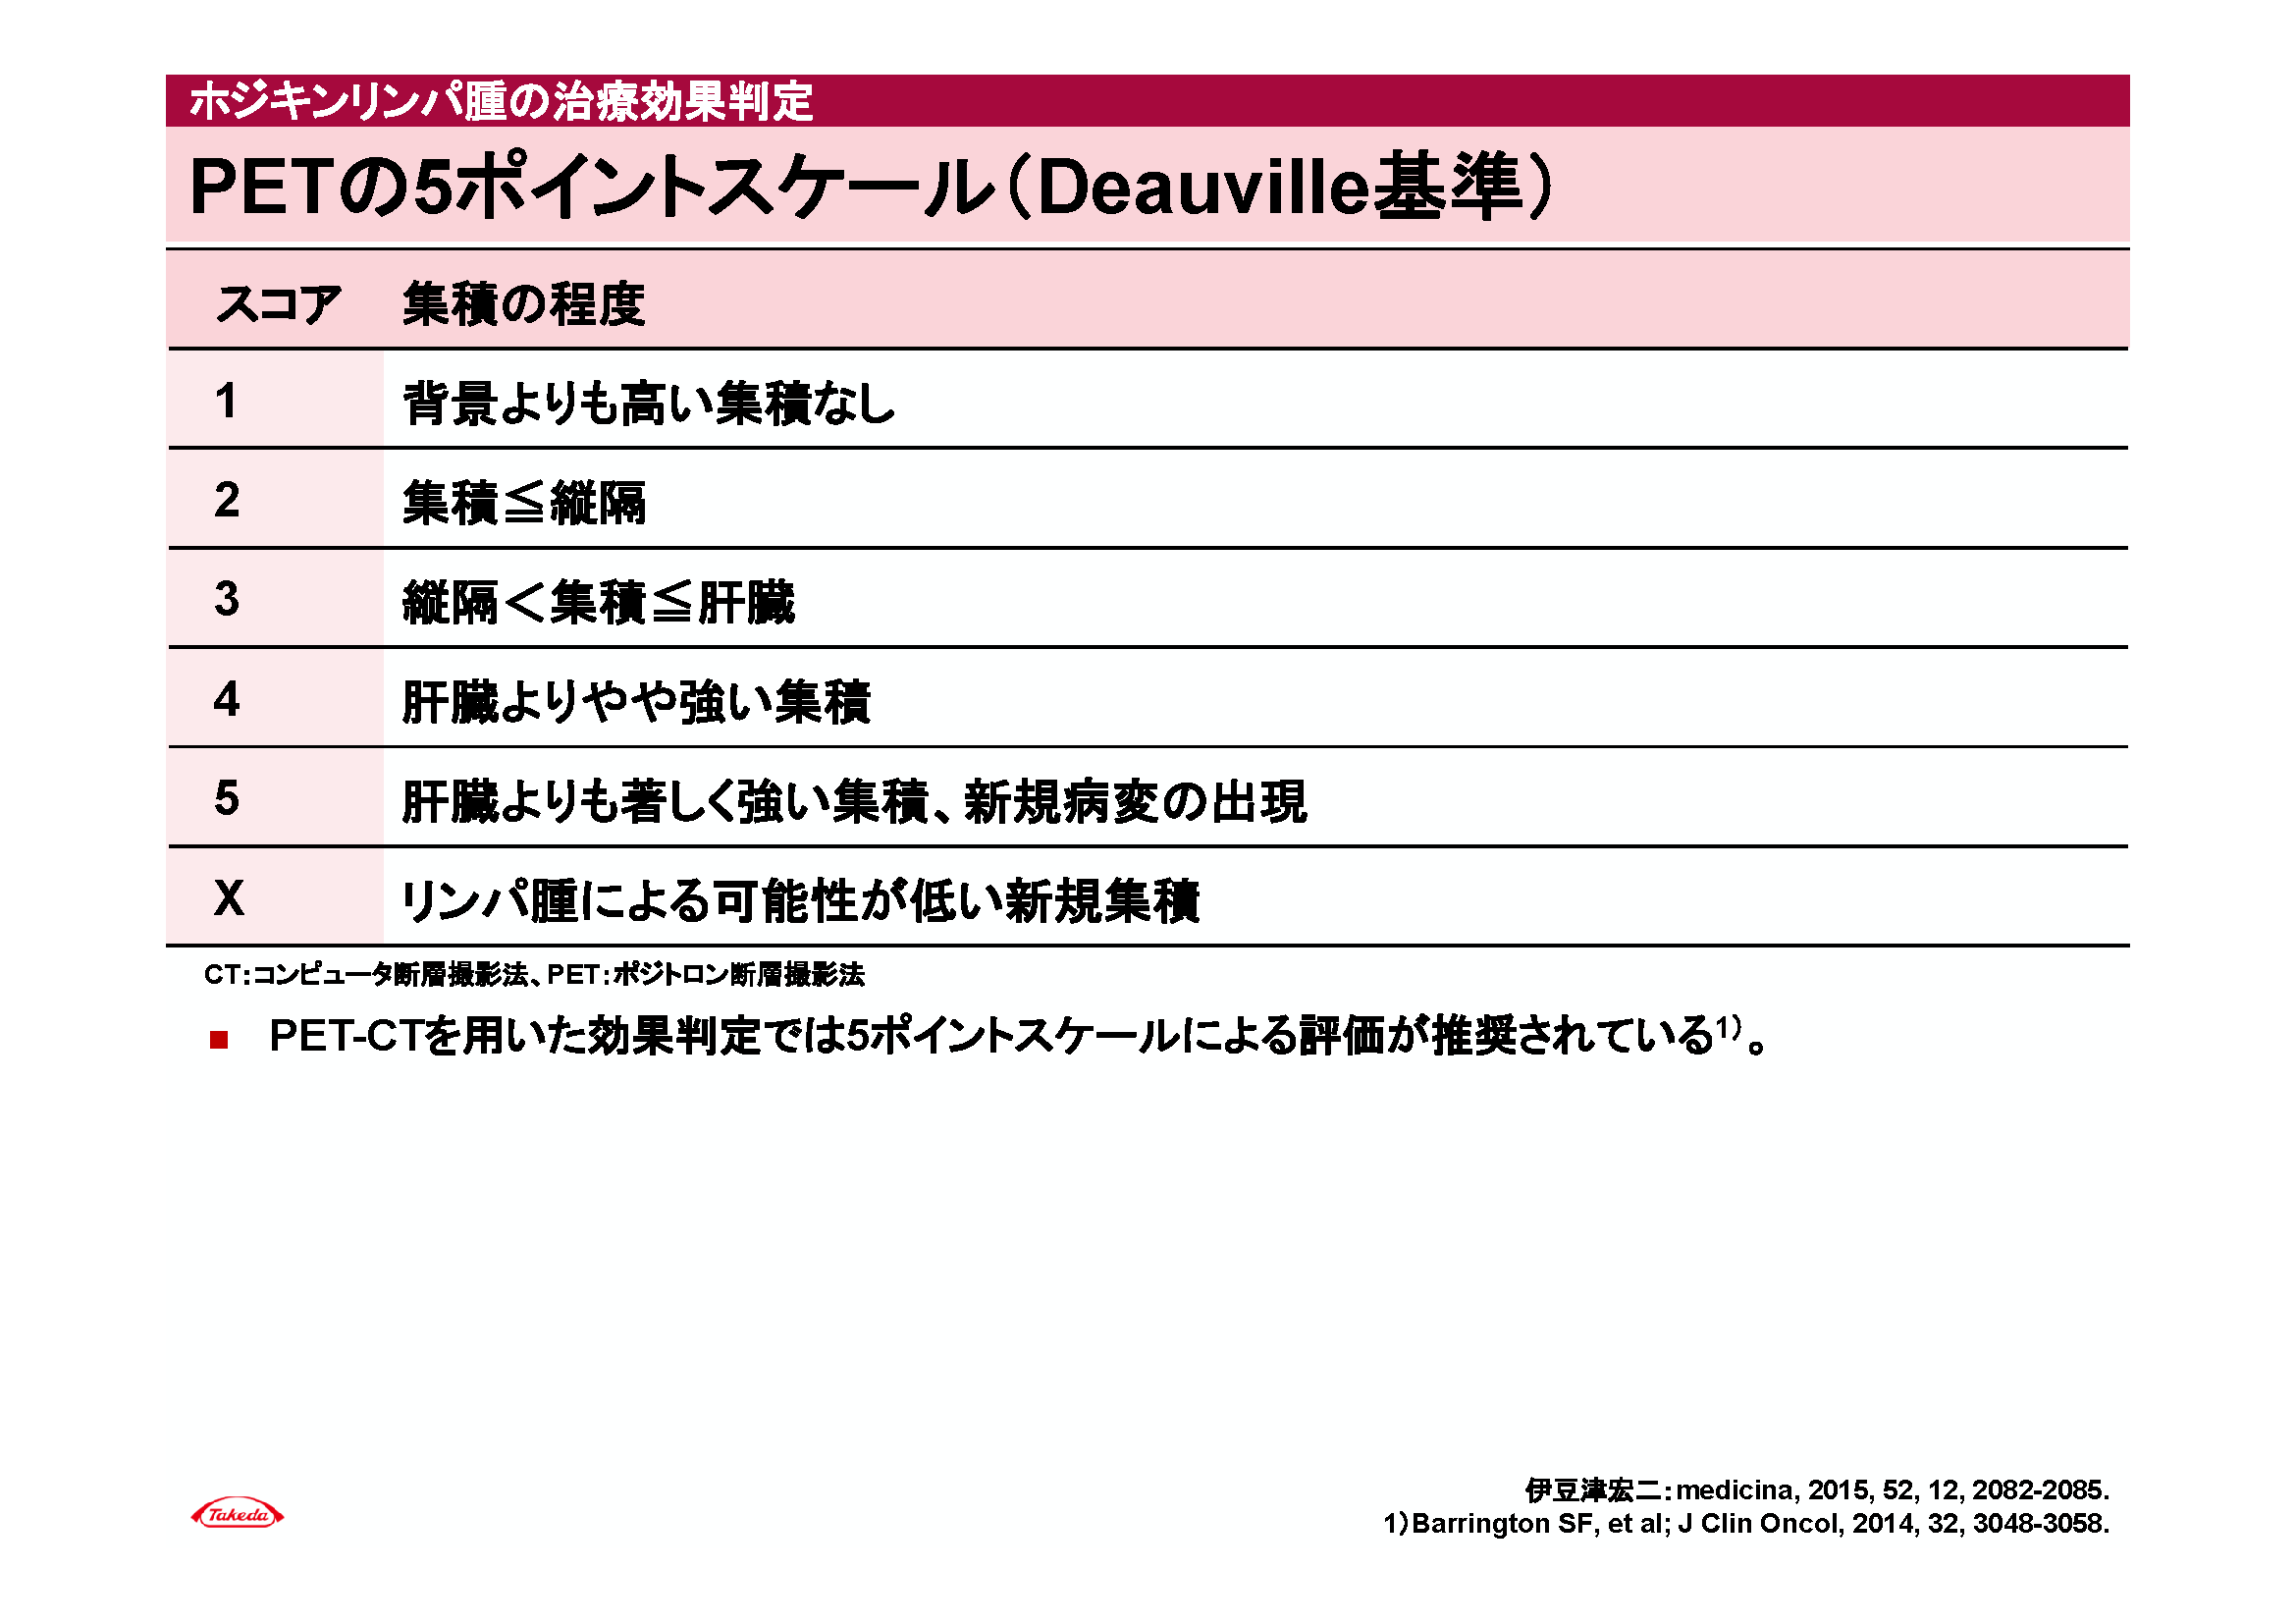 ホジキンリンパ腫の治療効果判定
PETの5ポイントスケール（Deauville基準）
スコア 集積の程度
1 背景よりも高い集積なし
2 集積≦縦隔
3 縦隔＜集積≦肝臓
4 肝臓よりやや強い集積
5 肝臓よりも著しく強い集積、新規病変の出現
X リンパ腫による可能性が低い新規集積
CT：コンピュータ断層撮影法、PET：ポジトロン断層撮影法
■ PET-CTを用いた効果判定では5ポイントスケールによる評価が推奨されている1）。
伊豆津宏二：medicina, 2015, 52, 12, 2082-2085.
1）Barrington SF, et al; J Clin Oncol, 2014, 32, 3048-3058.
Takeda